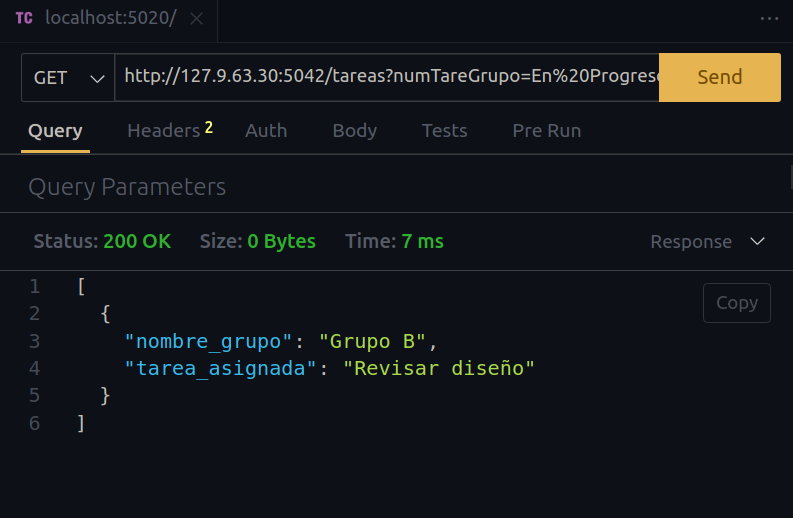 TC localhost:5020/
GET http://127.9.63.30:5042/tareas?numTareGrupo=En%20Progres Send
Query Headers 2 Auth Body Tests Pre Run
Query Parameters
Status: 200 OK Size: 0 Bytes Time: 7 ms Response
Copy
1 [
2 {
3 "nombre_grupo": "Grupo B",
4 "tarea_asignada": "Revisar diseño"
5 }
6 ]